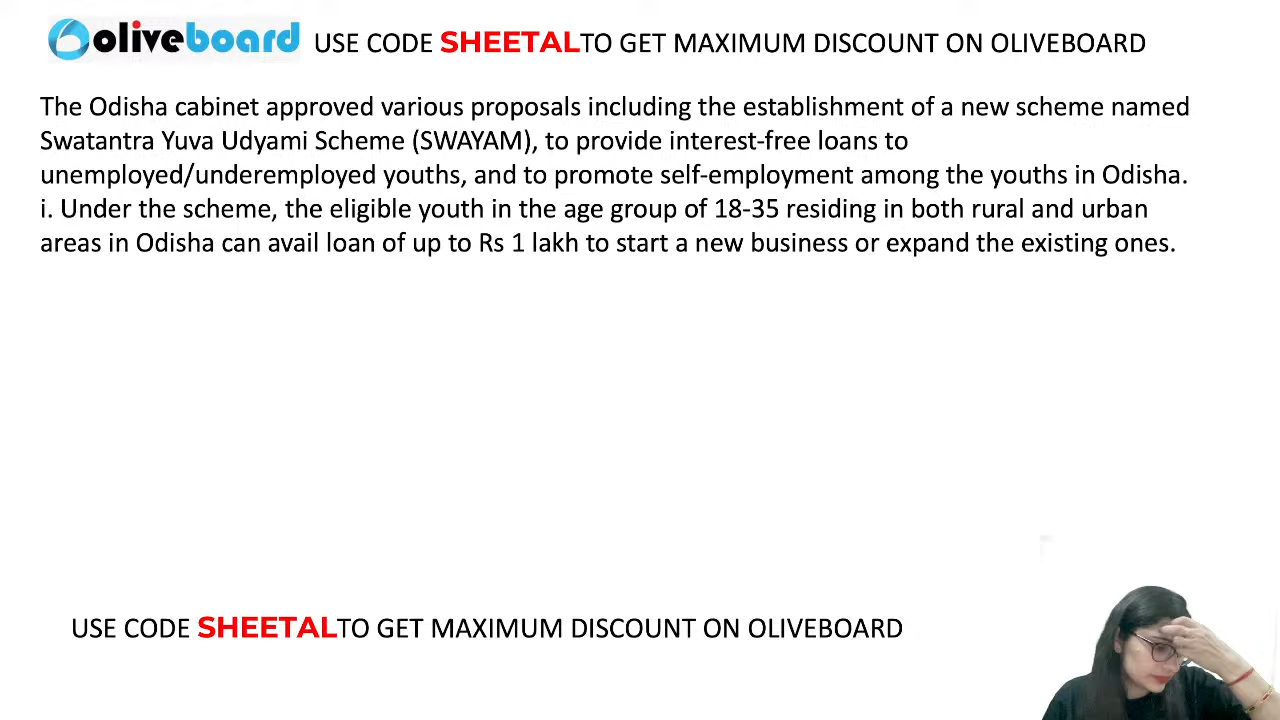 oliveboard USE CODE SHEETAL TO GET MAXIMUM DISCOUNT ON OLIVEBOARD
The Odisha cabinet approved various proposals including the establishment of a new scheme named
Swatantra Yuva Udyami Scheme (SWAYAM), to provide interest-free loans to
unemployed/underemployed youths, and to promote self-employment among the youths in Odisha.
i. Under the scheme, the eligible youth in the age group of 18-35 residing in both rural and urban
areas in Odisha can avail loan of up to Rs 1 lakh to start a new business or expand the existing ones.
USE CODE SHEETAL TO GET MAXIMUM DISCOUNT ON OLIVEBOARD